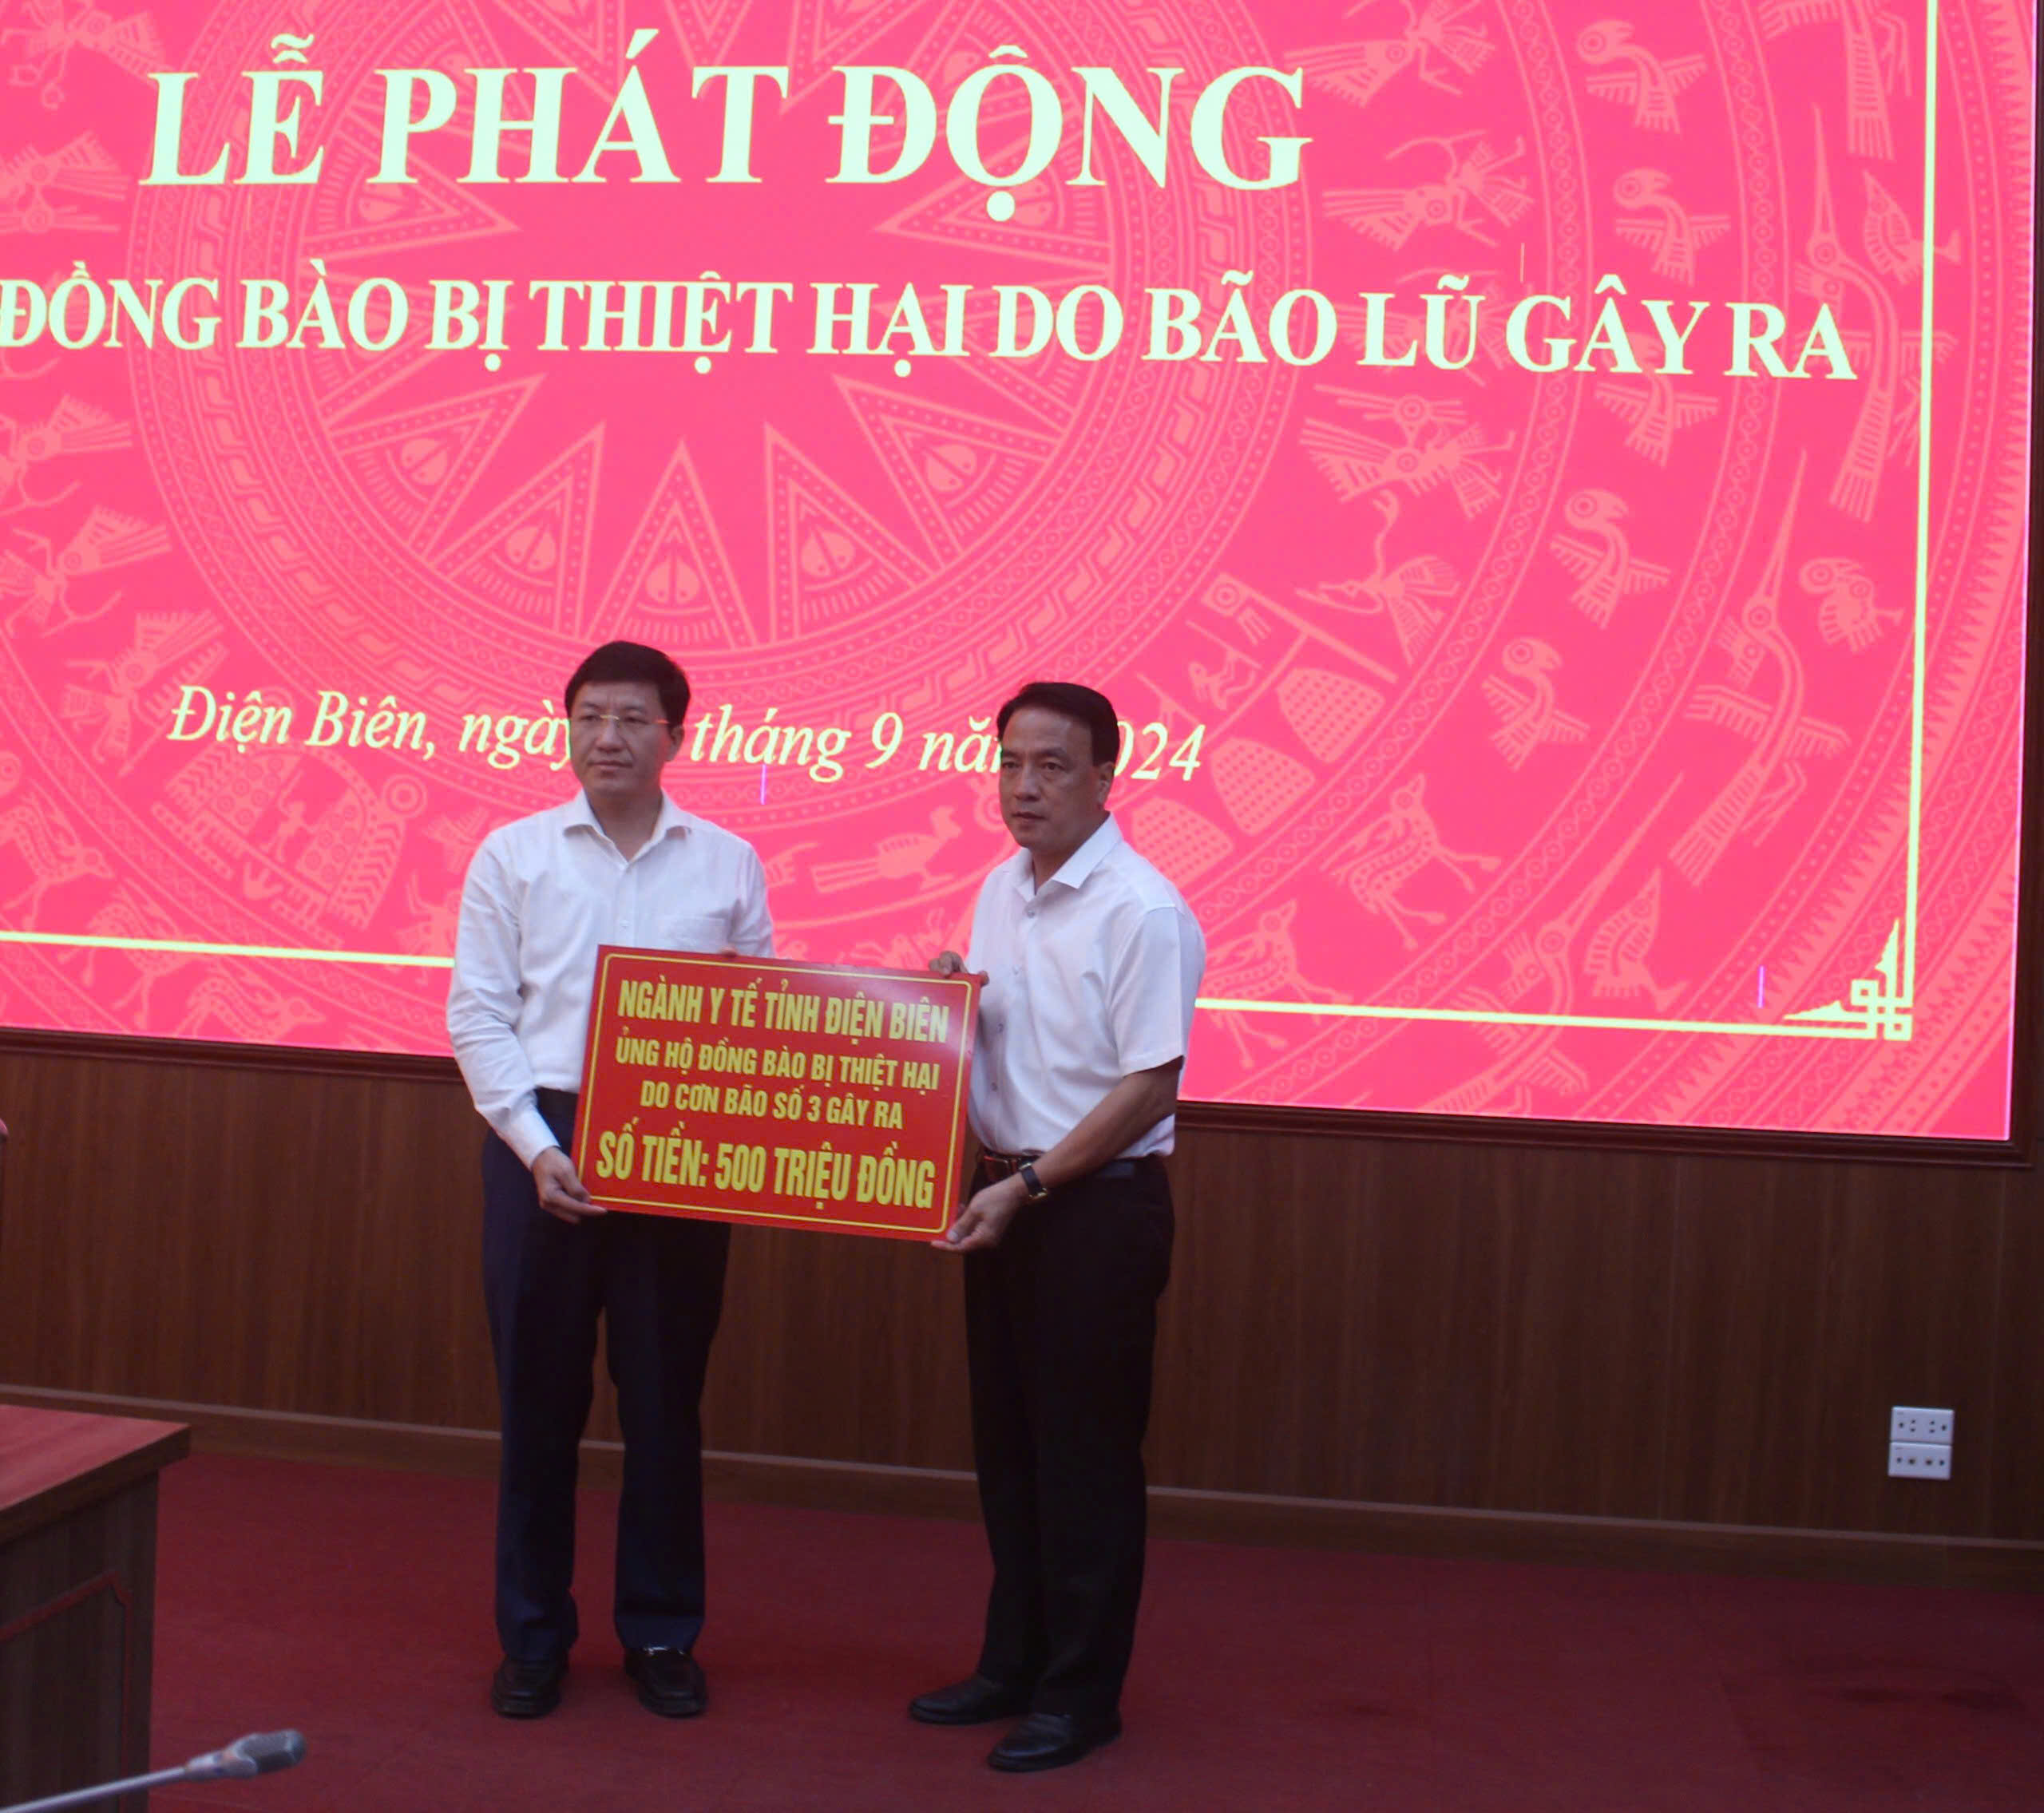 LỄ PHÁT ĐỘNG
ĐỒNG BÀO BỊ THIỆT HẠI DO BÃO LŨ GÂY RA
Điện Biên, ngày tháng 9 năm 2024
NGÀNH Y TẾ TỈNH ĐIỆN BIÊN
ỦNG HỘ ĐỒNG BÀO BỊ THIỆT HẠI
DO CƠN BÃO SỐ 3 GÂY RA
SỐ TIỀN: 500 TRIỆU ĐỒNG